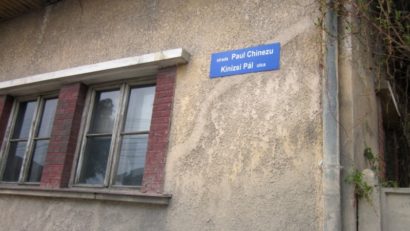 strada Paul Chinezu
Kinizsi Pál utca